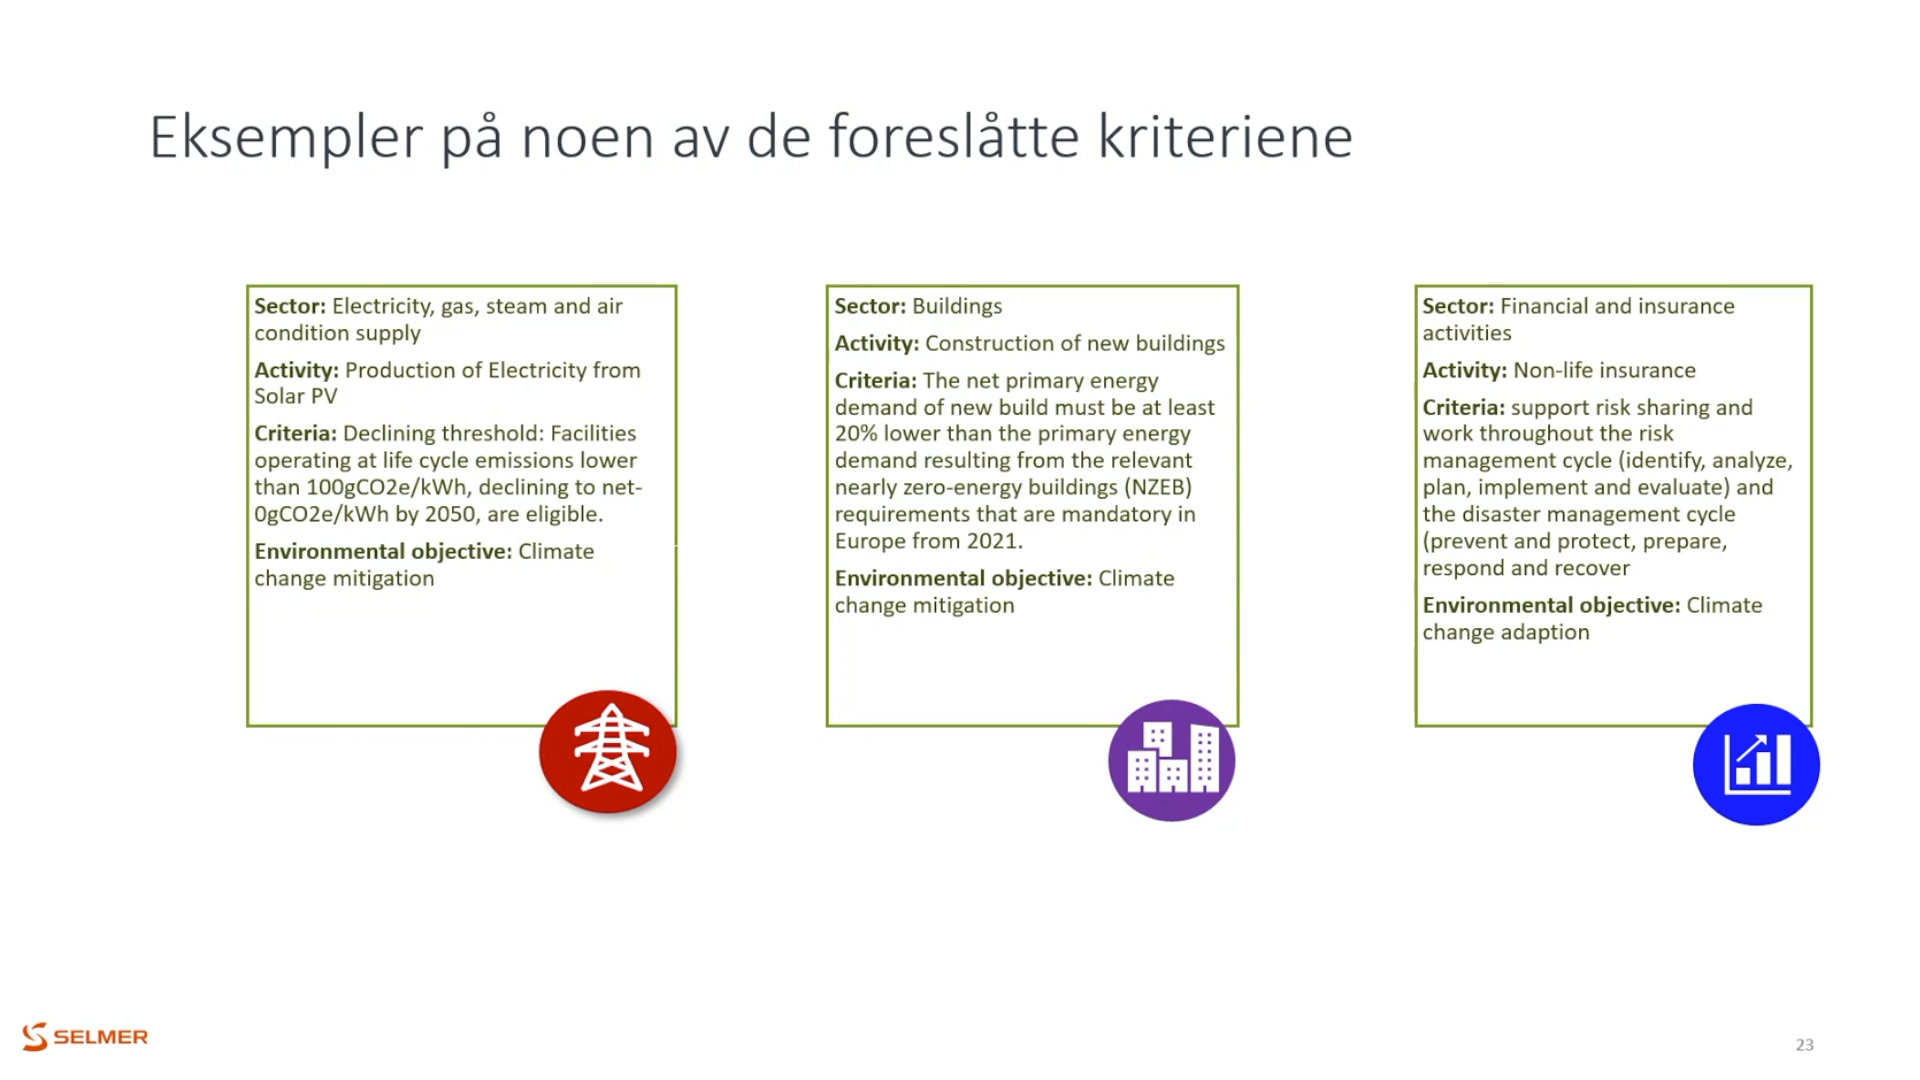 Eksempler på noen av de foreslåtte kriteriene
Sector: Electricity, gas, steam and air
condition supply
Activity: Production of Electricity from
Solar PV
Criteria: Declining threshold: Facilities
operating at life cycle emissions lower
than 100gCO2e/kWh, declining to net-
0gCO2e/kWh by 2050, are eligible.
Environmental objective: Climate
change mitigation
Sector: Buildings
Activity: Construction of new buildings
Criteria: The net primary energy
demand of new build must be at least
20% lower than the primary energy
demand resulting from the relevant
nearly zero-energy buildings (NZEB)
requirements that are mandatory in
Europe from 2021.
Environmental objective: Climate
change mitigation
Sector: Financial and insurance
activities
Activity: Non-life insurance
Criteria: support risk sharing and
work throughout the risk
management cycle (identify, analyze,
plan, implement and evaluate) and
the disaster management cycle
(prevent and protect, prepare,
respond and recover
Environmental objective: Climate
change adaption
SELMER
23